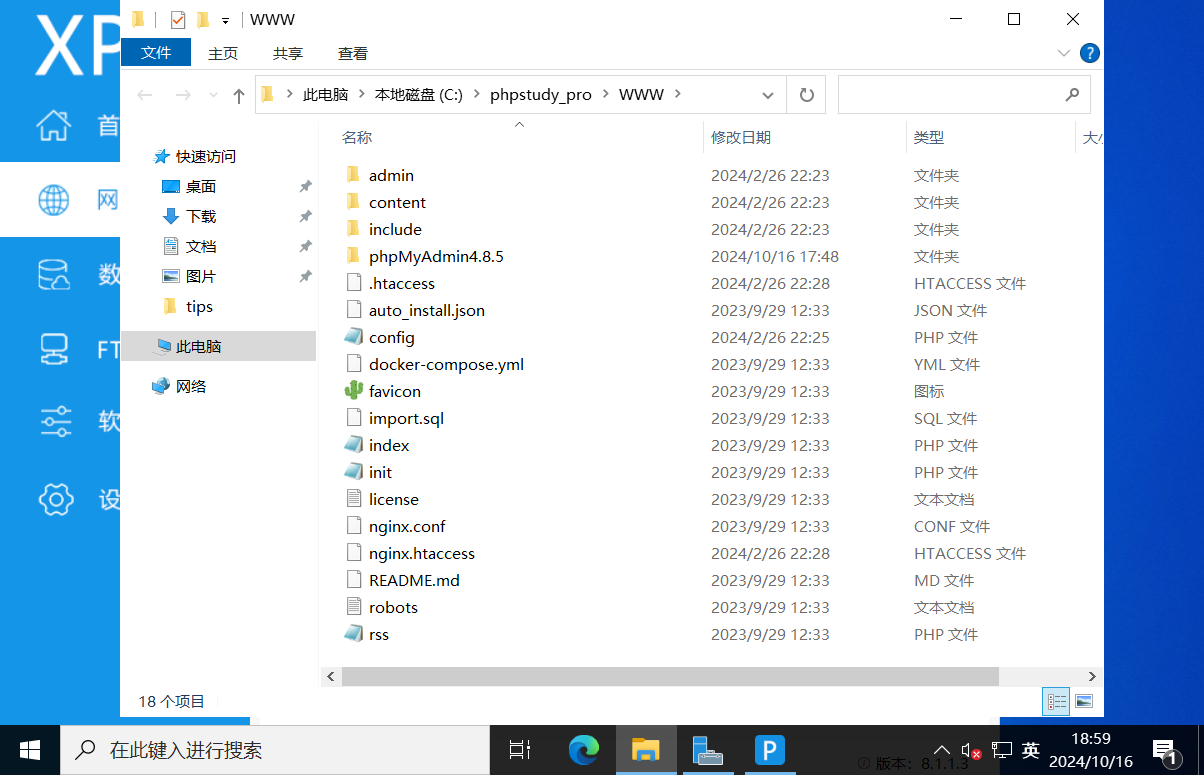 XP
WWW
文件 主页 共享 查看
此电脑 本地磁盘 (C:) phpstudy_pro WWW
首
网
数
FT
软
设
快速访问
桌面
下载
文档
图片
tips
此电脑
网络
名称 修改日期 类型 大小
admin 2024/2/26 22:23 文件夹
content 2024/2/26 22:23 文件夹
include 2024/2/26 22:23 文件夹
phpMyAdmin4.8.5 2024/10/16 17:48 文件夹
.htaccess 2024/2/26 22:28 HTACCESS 文件
auto_install.json 2023/9/29 12:33 JSON 文件
config 2024/2/26 22:25 PHP 文件
docker-compose.yml 2023/9/29 12:33 YML 文件
favicon 2023/9/29 12:33 图标
import.sql 2023/9/29 12:33 SQL 文件
index 2023/9/29 12:33 PHP 文件
init 2023/9/29 12:33 PHP 文件
license 2023/9/29 12:33 文本文档
nginx.conf 2023/9/29 12:33 CONF 文件
nginx.htaccess 2024/2/26 22:28 HTACCESS 文件
README.md 2023/9/29 12:33 MD 文件
robots 2023/9/29 12:33 文本文档
rss 2023/9/29 12:33 PHP 文件
18 个项目
在此键入进行搜索
P
版本: 8.1.1.3
英
18:59
2024/10/16
1